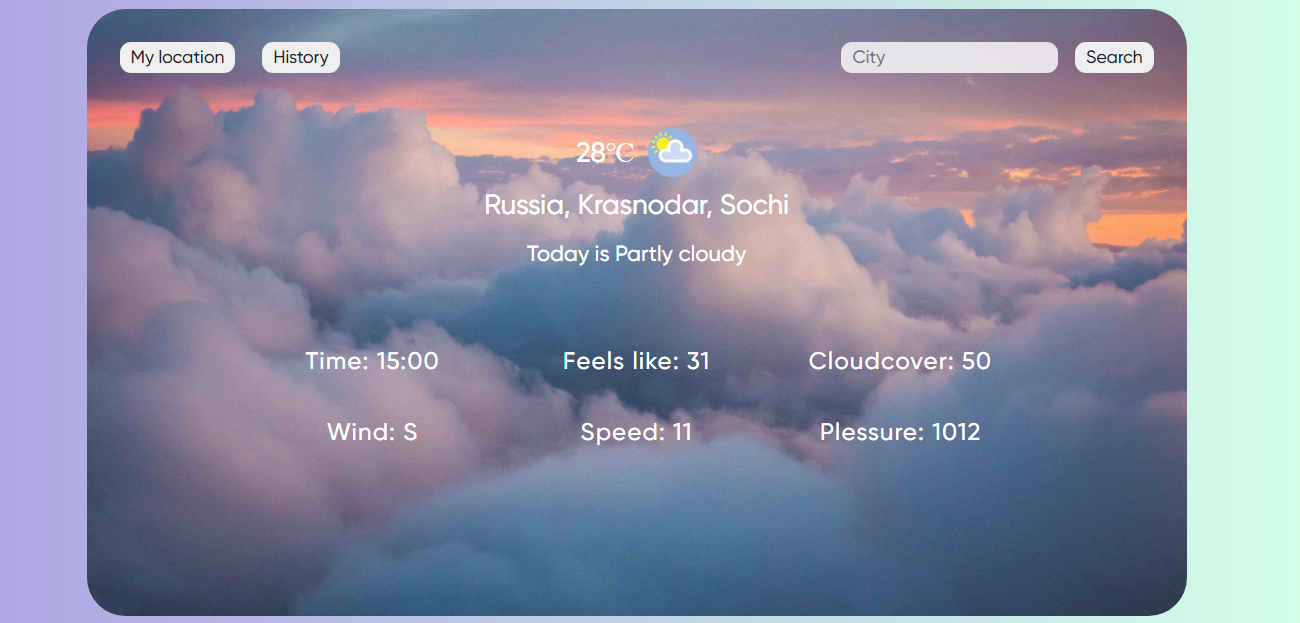 My location History City Search
28°C
Russia, Krasnodar, Sochi
Today is Partly cloudy
Time: 15:00 Feels like: 31 Cloudcover: 50
Wind: S Speed: 11 Plessure: 1012